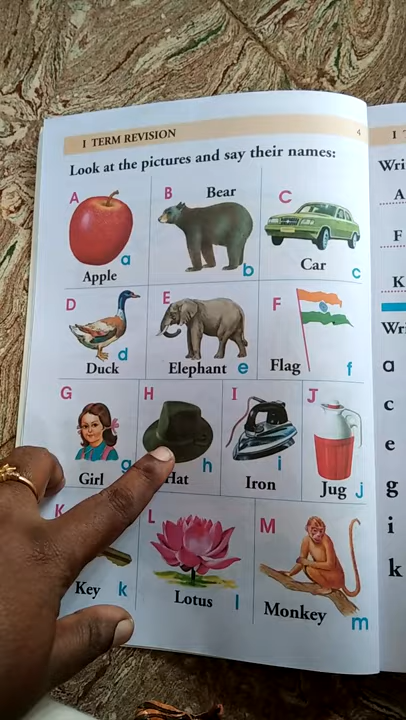 I TERM REVISION 4
Look at the pictures and say their names:
A a Apple
B Bear b
C Car c
D d Duck
E Elephant e
F Flag f
G Girl g
H h Hat
I i Iron
J Jug j
K Key k
L Lotus l
M Monkey m
I
Wri
A
F
K
Wr
a
c
e
g
i
k